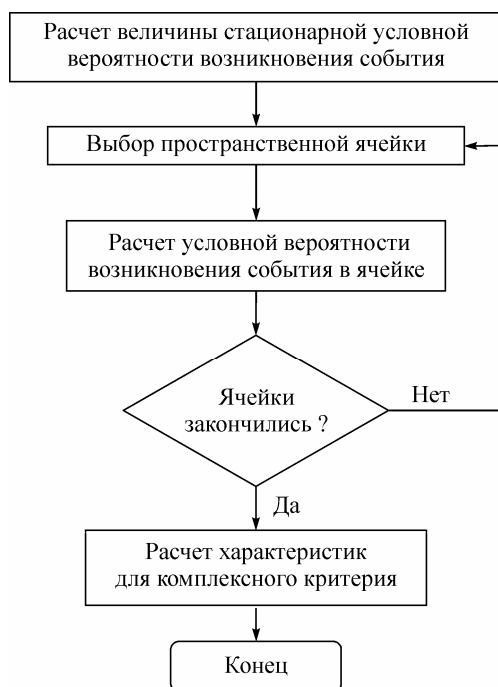 Расчет величины стационарной условной
вероятности возникновения события
Выбор пространственной ячейки
Расчет условной вероятности
возникновения события в ячейке
Ячейки
закончились ?
Нет
Да
Расчет характеристик
для комплексного критерия
Конец